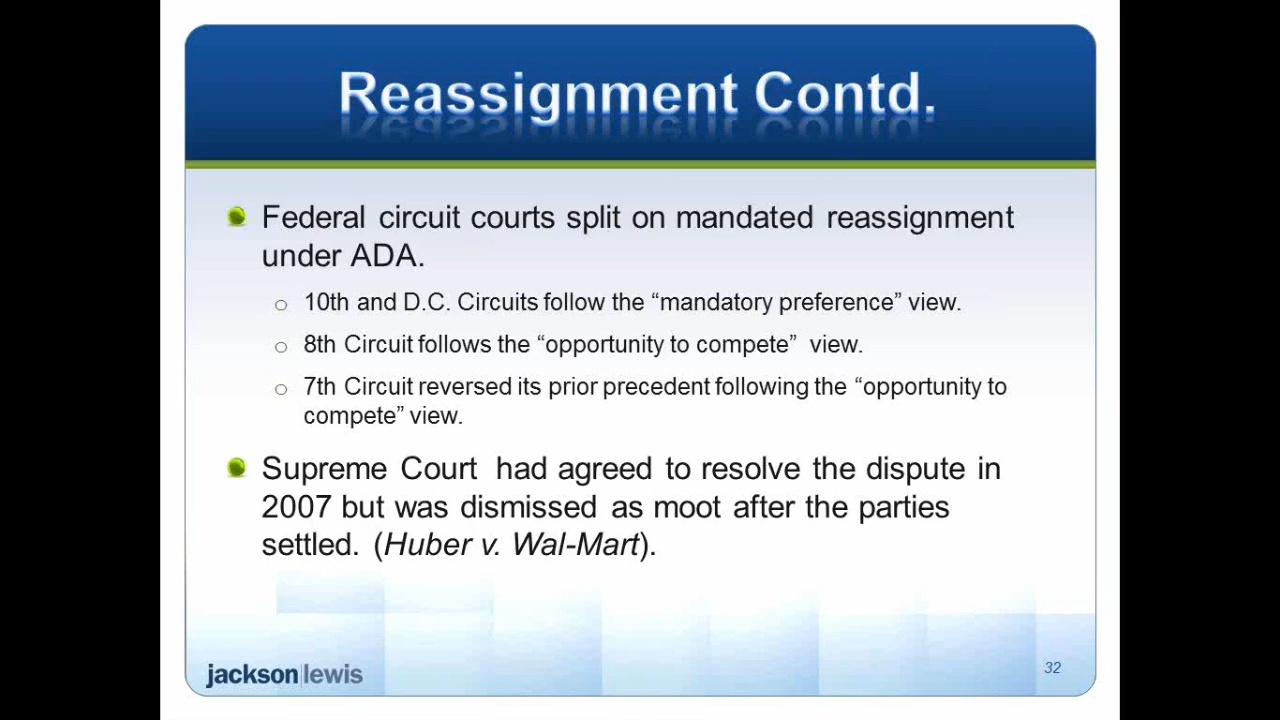 Reassignment Contd.
Federal circuit courts split on mandated reassignment
under ADA.
10th and D.C. Circuits follow the “mandatory preference” view.
8th Circuit follows the “opportunity to compete” view.
7th Circuit reversed its prior precedent following the “opportunity to
compete” view.
Supreme Court had agreed to resolve the dispute in
2007 but was dismissed as moot after the parties
settled. (Huber v. Wal-Mart).
jackson|lewis
32